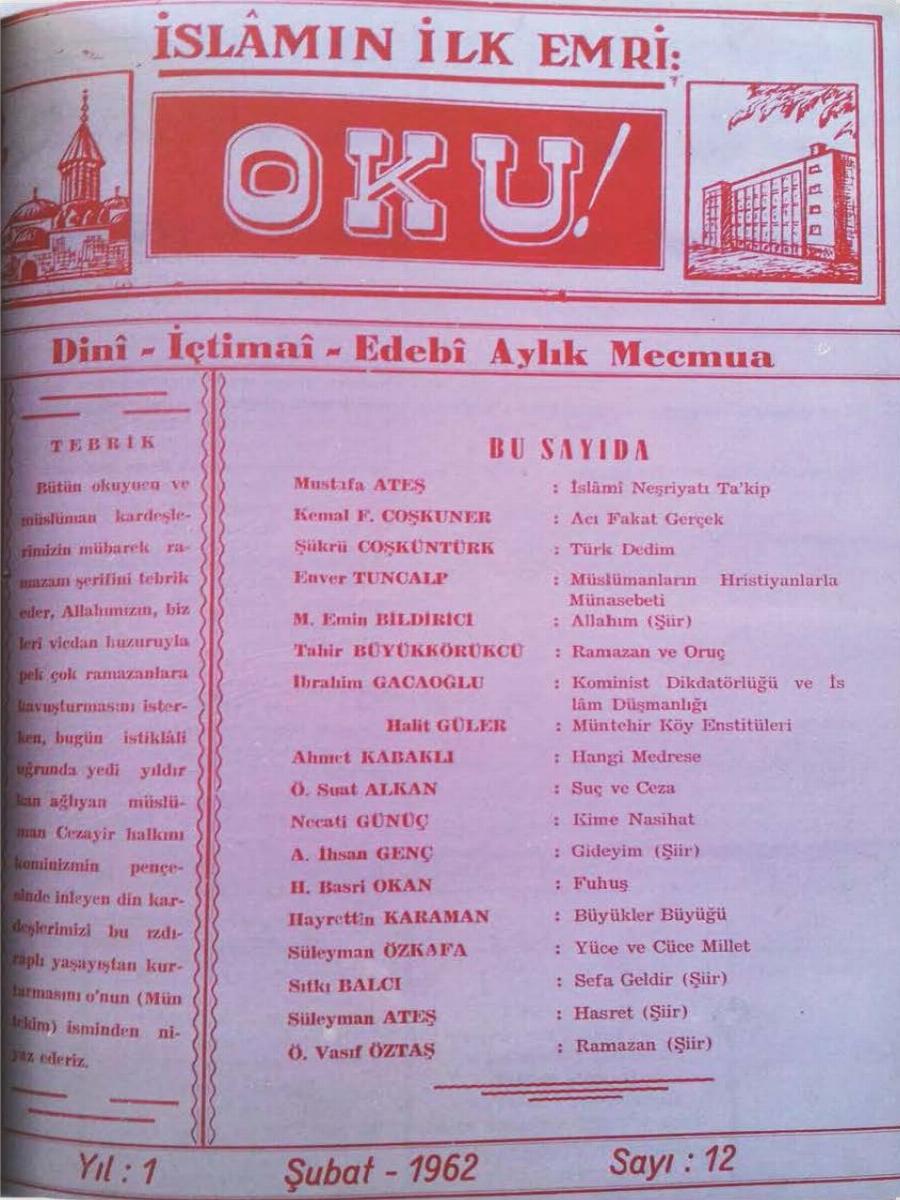 İSLÂMIN İLK EMRİ:
OKU!
Dinî - İçtimaî - Edebî Aylık Mecmua
TEBRİK
Bütün okuyucu ve
müslüman kardeşle-
rimizin mübarek ra-
mazanı şerifini tebrik
eder, Allahımızın, biz
leri vicdan huzuruyla
pek çok ramazanlara
kavuşturmasını ister-
ken, bugün istiklâli
uğrunda yedi yıldır
kan ağlıyan müslü-
man Cezayir halkını
kominizmin pençe-
sinde inleyen din kar-
deşlerimizi bu ızdı-
raplı yaşayıştan kur-
tarmasını o'nun (Mün
tekim) isminden ni-
yaz ederiz.
BU SAYIDA
Mustafa ATEŞ : İslâmî Neşriyatı Ta'kip
Kemal F. COŞKUNER : Acı Fakat Gerçek
Şükrü COŞKÜNTÜRK : Türk Dedim
Enver TUNCALP : Müslümanların Hristiyanlarla
Münasebeti
M. Emin BİLDİRİCİ : Allahım (Şiir)
Tahir BÜYÜKKÖRÜKCÜ : Ramazan ve Oruç
İbrahim GACAOĞLU : Kominist Dikdatörlüğü ve İs
lâm Düşmanlığı
Halit GÜLER : Müntehir Köy Enstitüleri
Ahmet KABAKLI : Hangi Medrese
Ö. Suat ALKAN : Suç ve Ceza
Necati GÜNÜÇ : Kime Nasihat
A. İhsan GENÇ : Gideyim (Şiir)
H. Basri OKAN : Fuhuş
Hayrettin KARAMAN : Büyükler Büyüğü
Süleyman ÖZKAFA : Yüce ve Cüce Millet
Sıtkı BALCI : Sefa Geldir (Şiir)
Süleyman ATEŞ : Hasret (Şiir)
Ö. Vasıf ÖZTAŞ : Ramazan (Şiir)
Yıl : 1 Şubat - 1962 Sayı : 12